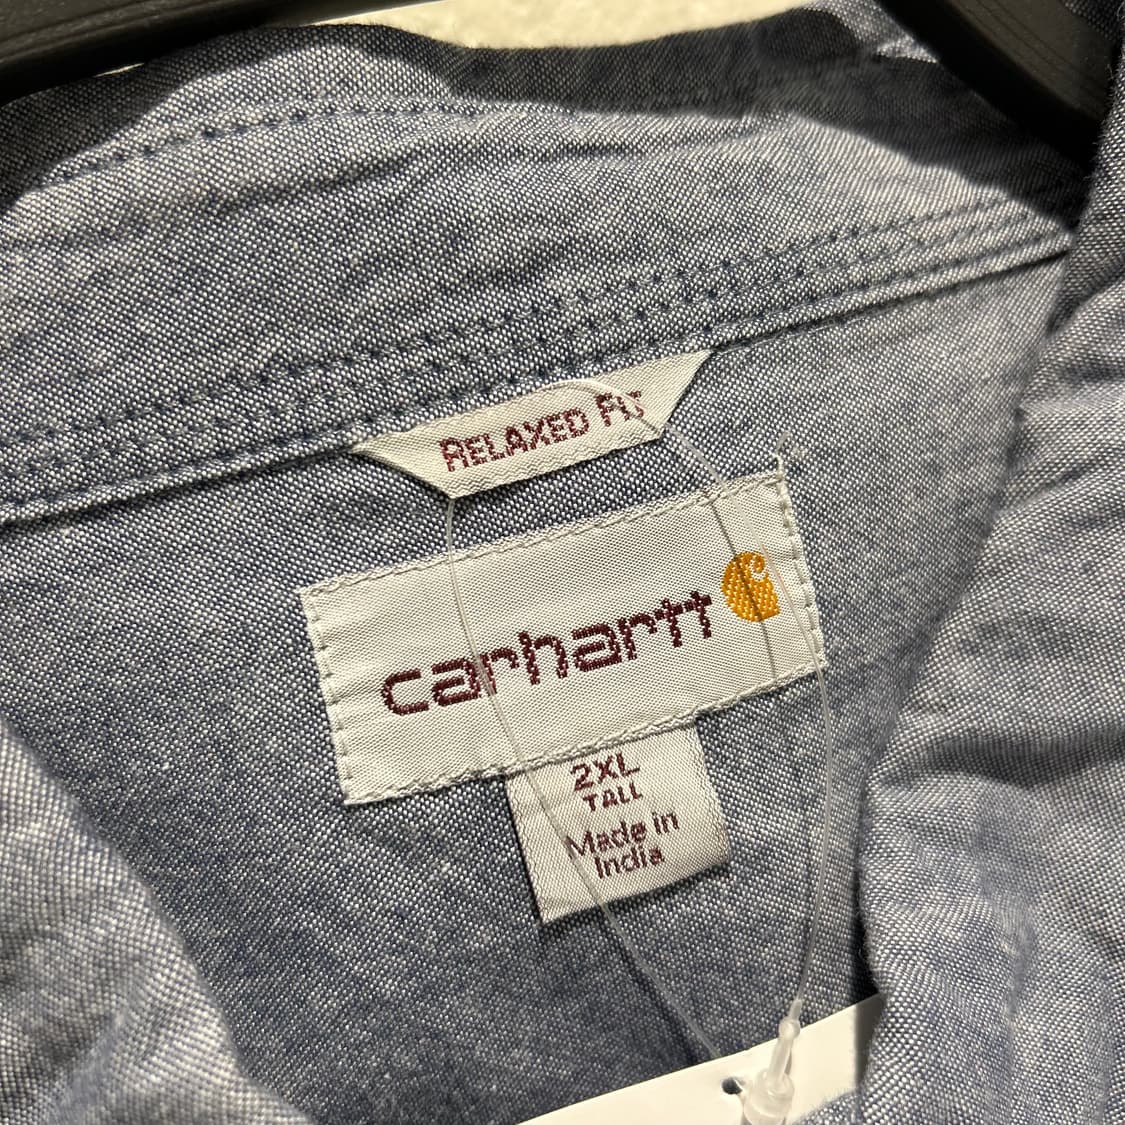 RELAXED FIT
carhartt
2XL
TALL
Made in
India